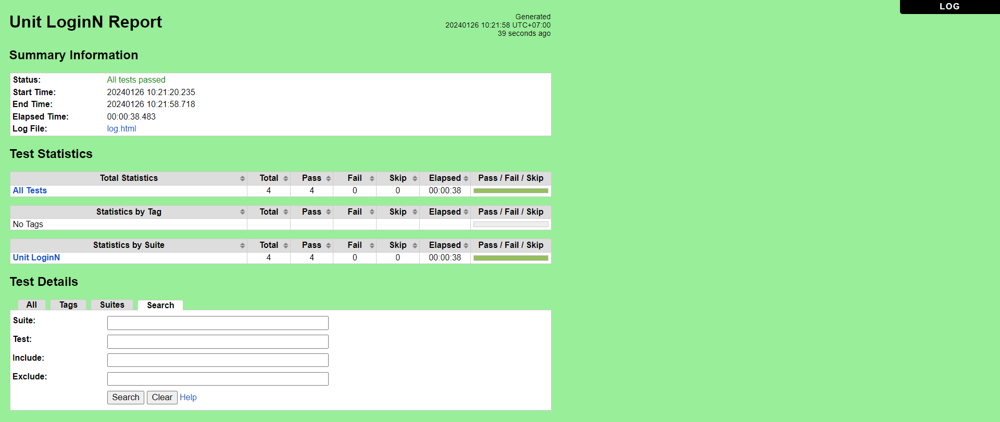 LOG
Unit LoginN Report
Generated
20240126 10:21:58 UTC+07:00
39 seconds ago
Summary Information
Status: All tests passed
Start Time: 20240126 10:21:20.235
End Time: 20240126 10:21:58.718
Elapsed Time: 00:00:38.483
Log File: log.html
Test Statistics
Total Statistics Total Pass Fail Skip Elapsed Pass / Fail / Skip
All Tests 4 4 0 0 00:00:38
Statistics by Tag Total Pass Fail Skip Elapsed Pass / Fail / Skip
No Tags
Statistics by Suite Total Pass Fail Skip Elapsed Pass / Fail / Skip
Unit LoginN 4 4 0 0 00:00:38
Test Details
All Tags Suites Search
Suite:
Test:
Include:
Exclude:
Search Clear Help